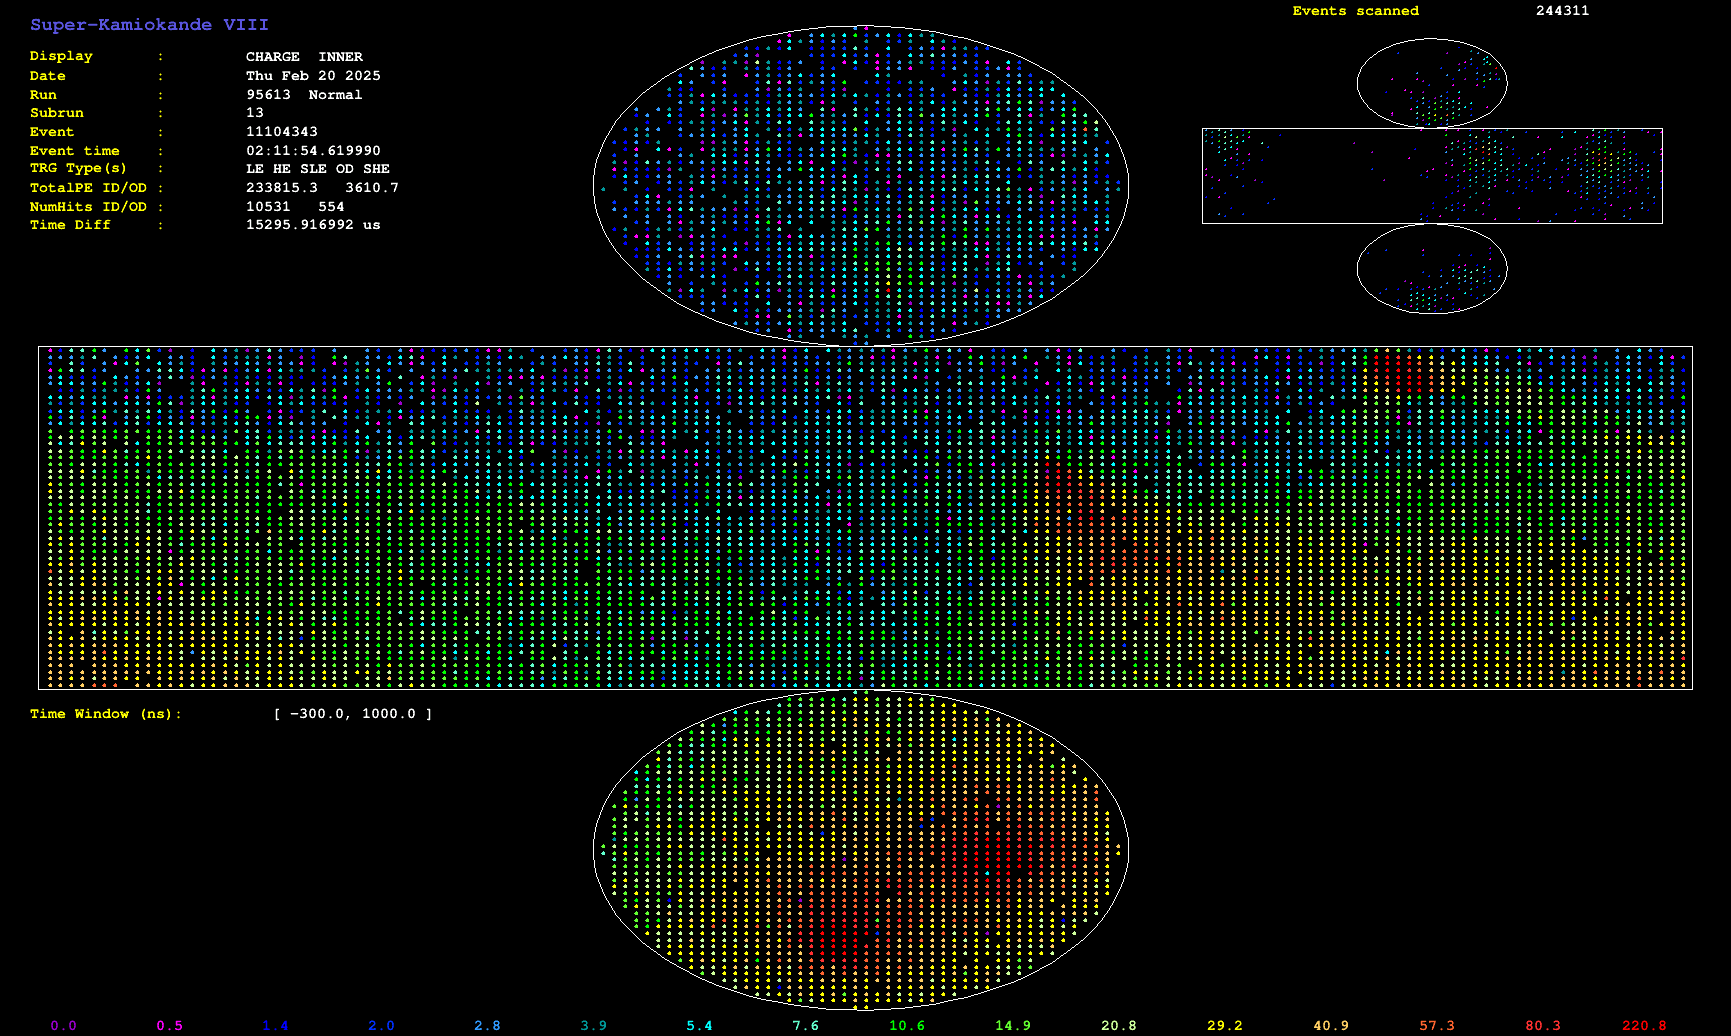 Super-Kamiokande VIII
Events scanned 244311
Display : CHARGE INNER
Date : Thu Feb 20 2025
Run : 95613 Normal
Subrun : 13
Event : 11104343
Event time : 02:11:54.619990
TRG Type(s) : LE HE SLE OD SHE
TotalPE ID/OD : 233815.3 3610.7
NumHits ID/OD : 10531 554
Time Diff : 15295.916992 us
Time Window (ns): [ -300.0, 1000.0 ]
0.0 0.5 1.4 2.0 2.8 3.9 5.4 7.6 10.6 14.9 20.8 29.2 40.9 57.3 80.3 220.8